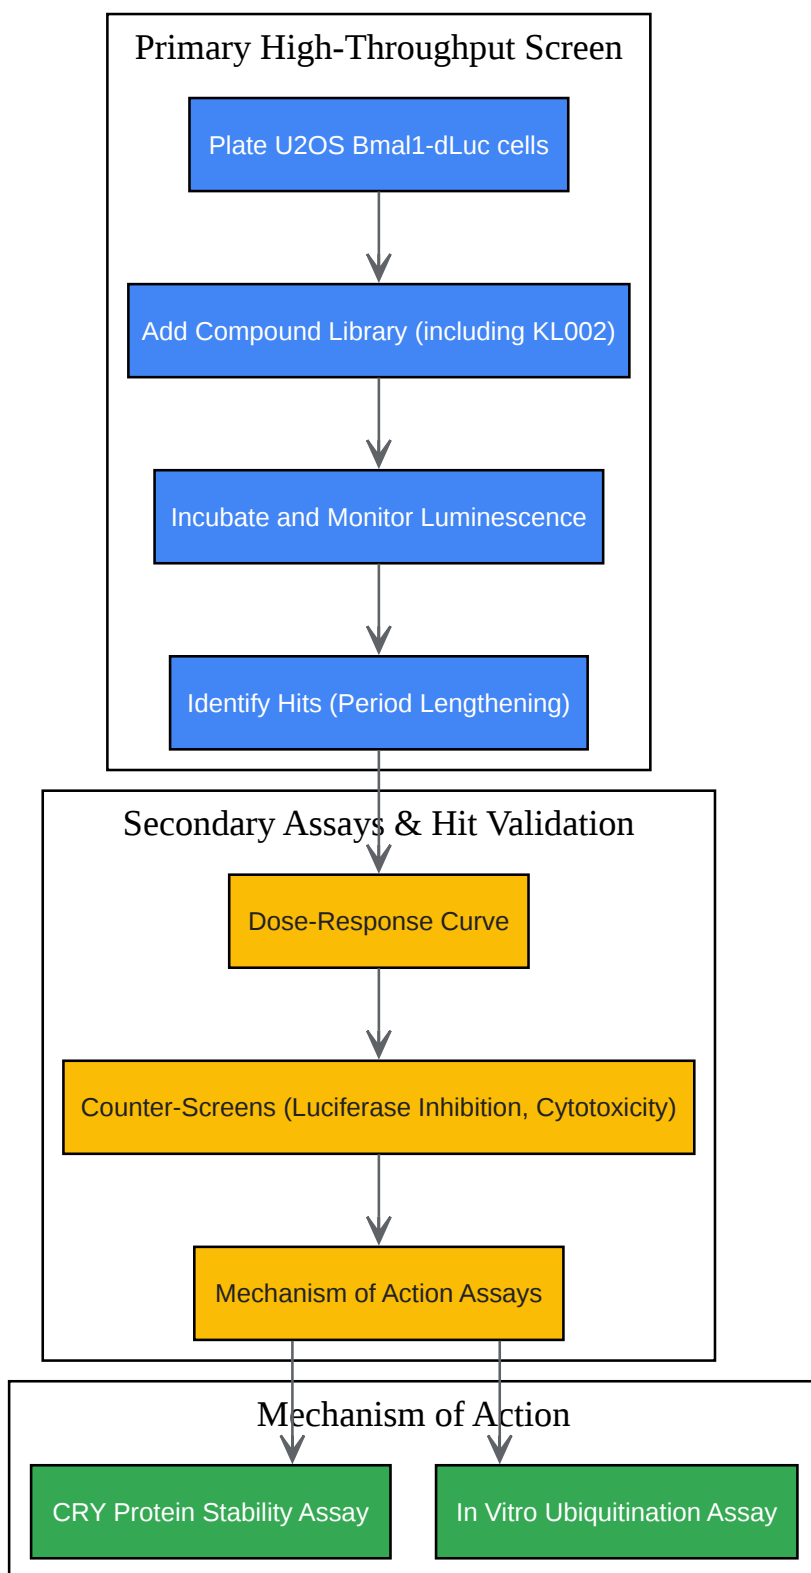 Primary High-Throughput Screen
Plate U2OS Bmal1-dLuc cells
Add Compound Library (including KL002)
Incubate and Monitor Luminescence
Identify Hits (Period Lengthening)
Secondary Assays & Hit Validation
Dose-Response Curve
Counter-Screens (Luciferase Inhibition, Cytotoxicity)
Mechanism of Action Assays
Mechanism of Action
CRY Protein Stability Assay
In Vitro Ubiquitination Assay